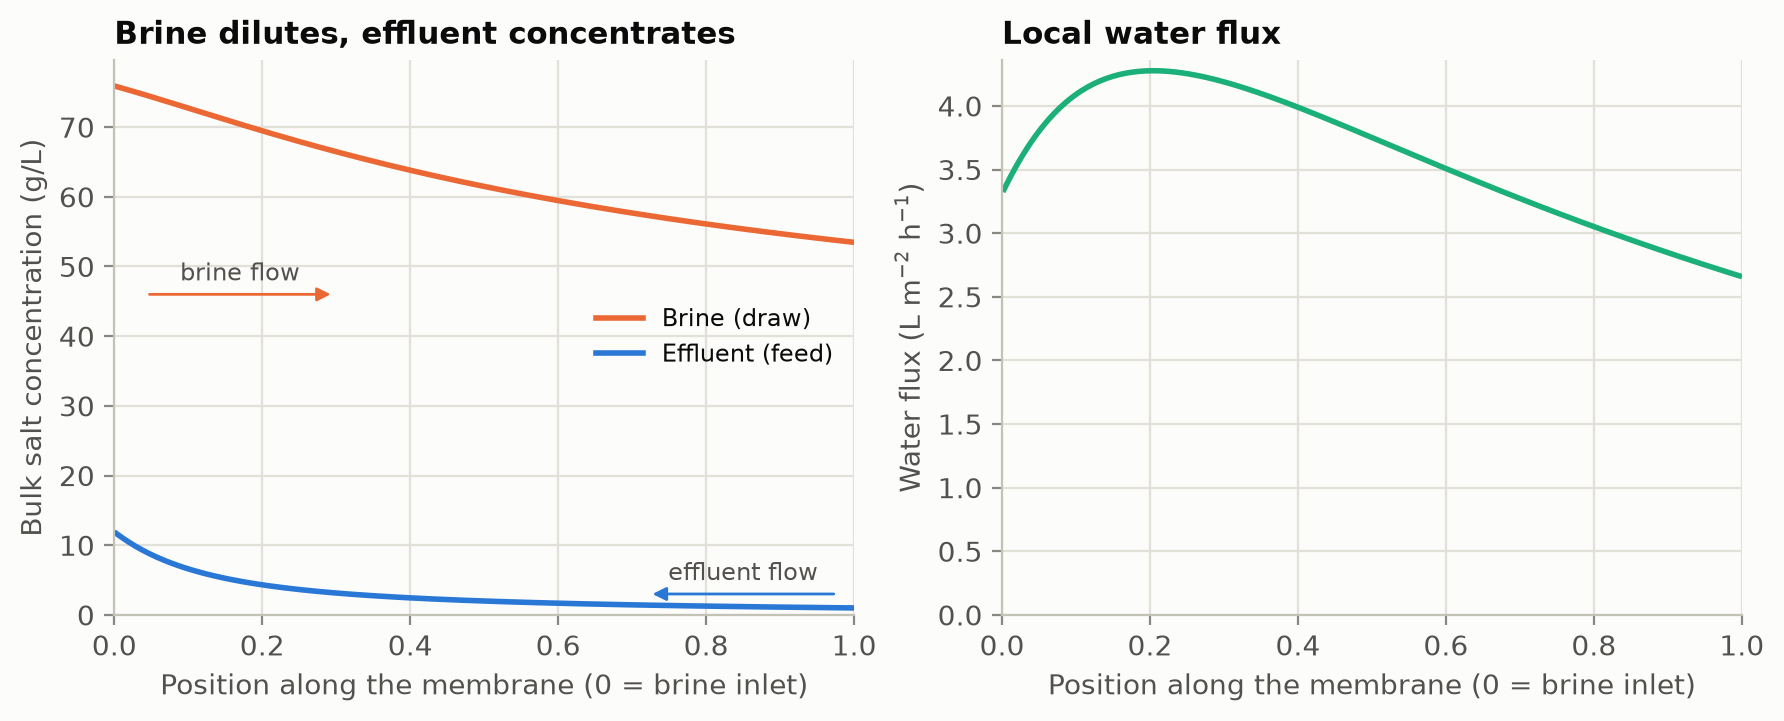 Brine dilutes, effluent concentrates
Bulk salt concentration (g/L)
70
60
50
40
30
20
10
0
brine flow
Brine (draw)
Effluent (feed)
effluent flow
0.0 0.2 0.4 0.6 0.8 1.0
Position along the membrane (0 = brine inlet)
Local water flux
Water flux (L m⁻² h⁻¹)
4.0
3.5
3.0
2.5
2.0
1.5
1.0
0.5
0.0
0.0 0.2 0.4 0.6 0.8 1.0
Position along the membrane (0 = brine inlet)